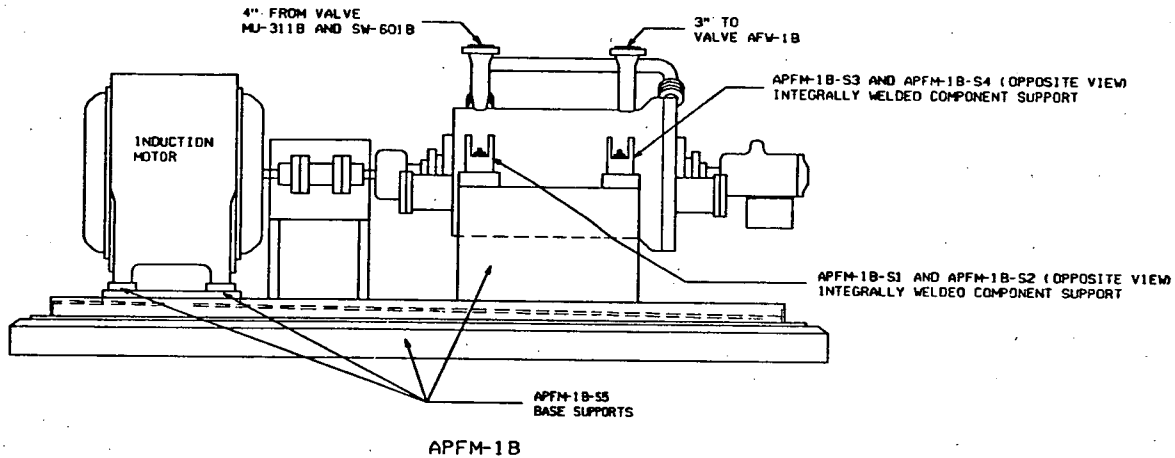 4" FROM VALVE
MU-311B AND SW-601B
3" TO
VALVE AFW-1B
APFM-1B-S3 AND APFM-1B-S4 (OPPOSITE VIEW)
INTEGRALLY WELDED COMPONENT SUPPORT
INDUCTION
MOTOR
APFM-1B-S1 AND APFM-1B-S2 (OPPOSITE VIEW)
INTEGRALLY WELDED COMPONENT SUPPORT
APFM-1B-S5
BASE SUPPORTS
APFM-1B